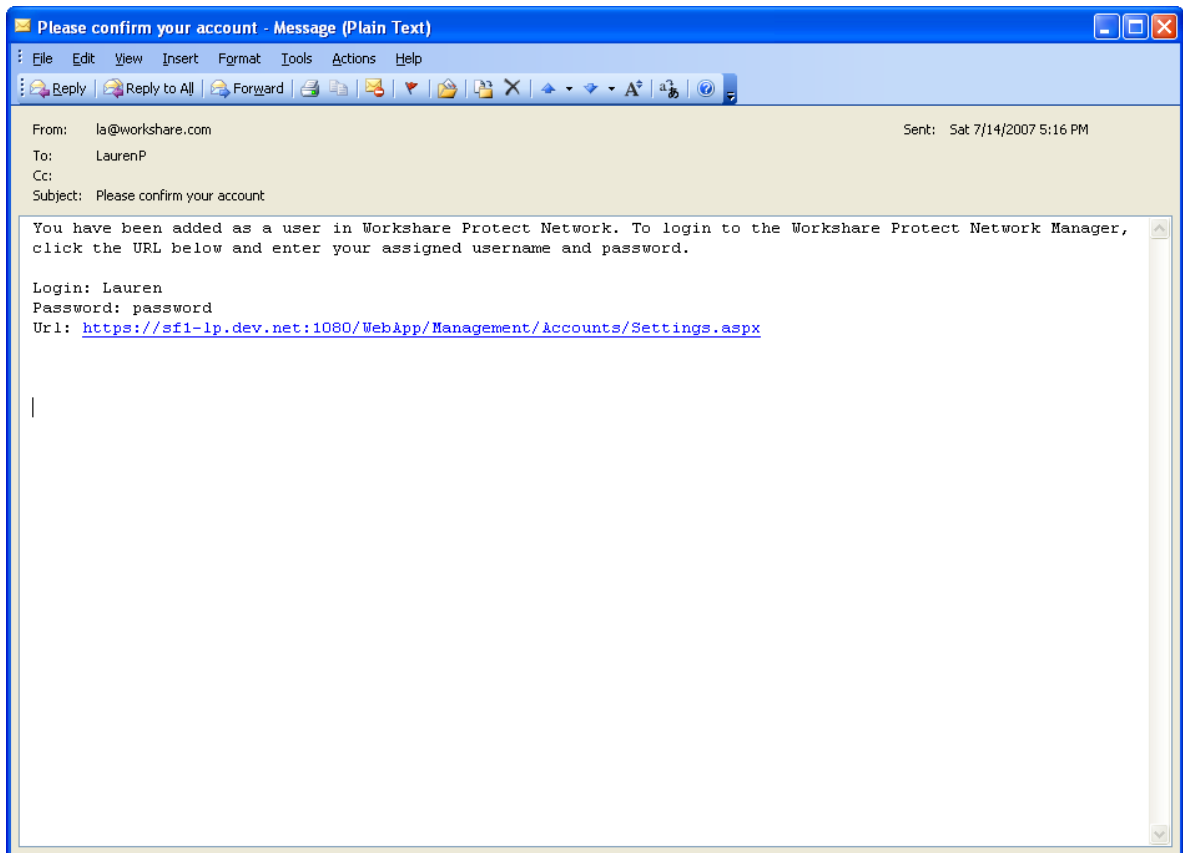 Please confirm your account - Message (Plain Text)
File Edit View Insert Format Tools Actions Help
Reply Reply to All Forward
From: la@workshare.com Sent: Sat 7/14/2007 5:16 PM
To: LaurenP
Cc:
Subject: Please confirm your account
You have been added as a user in Workshare Protect Network. To login to the Workshare Protect Network Manager,
click the URL below and enter your assigned username and password.
Login: Lauren
Password: password
Url: https://sf1-lp.dev.net:1080/WebApp/Management/Accounts/Settings.aspx